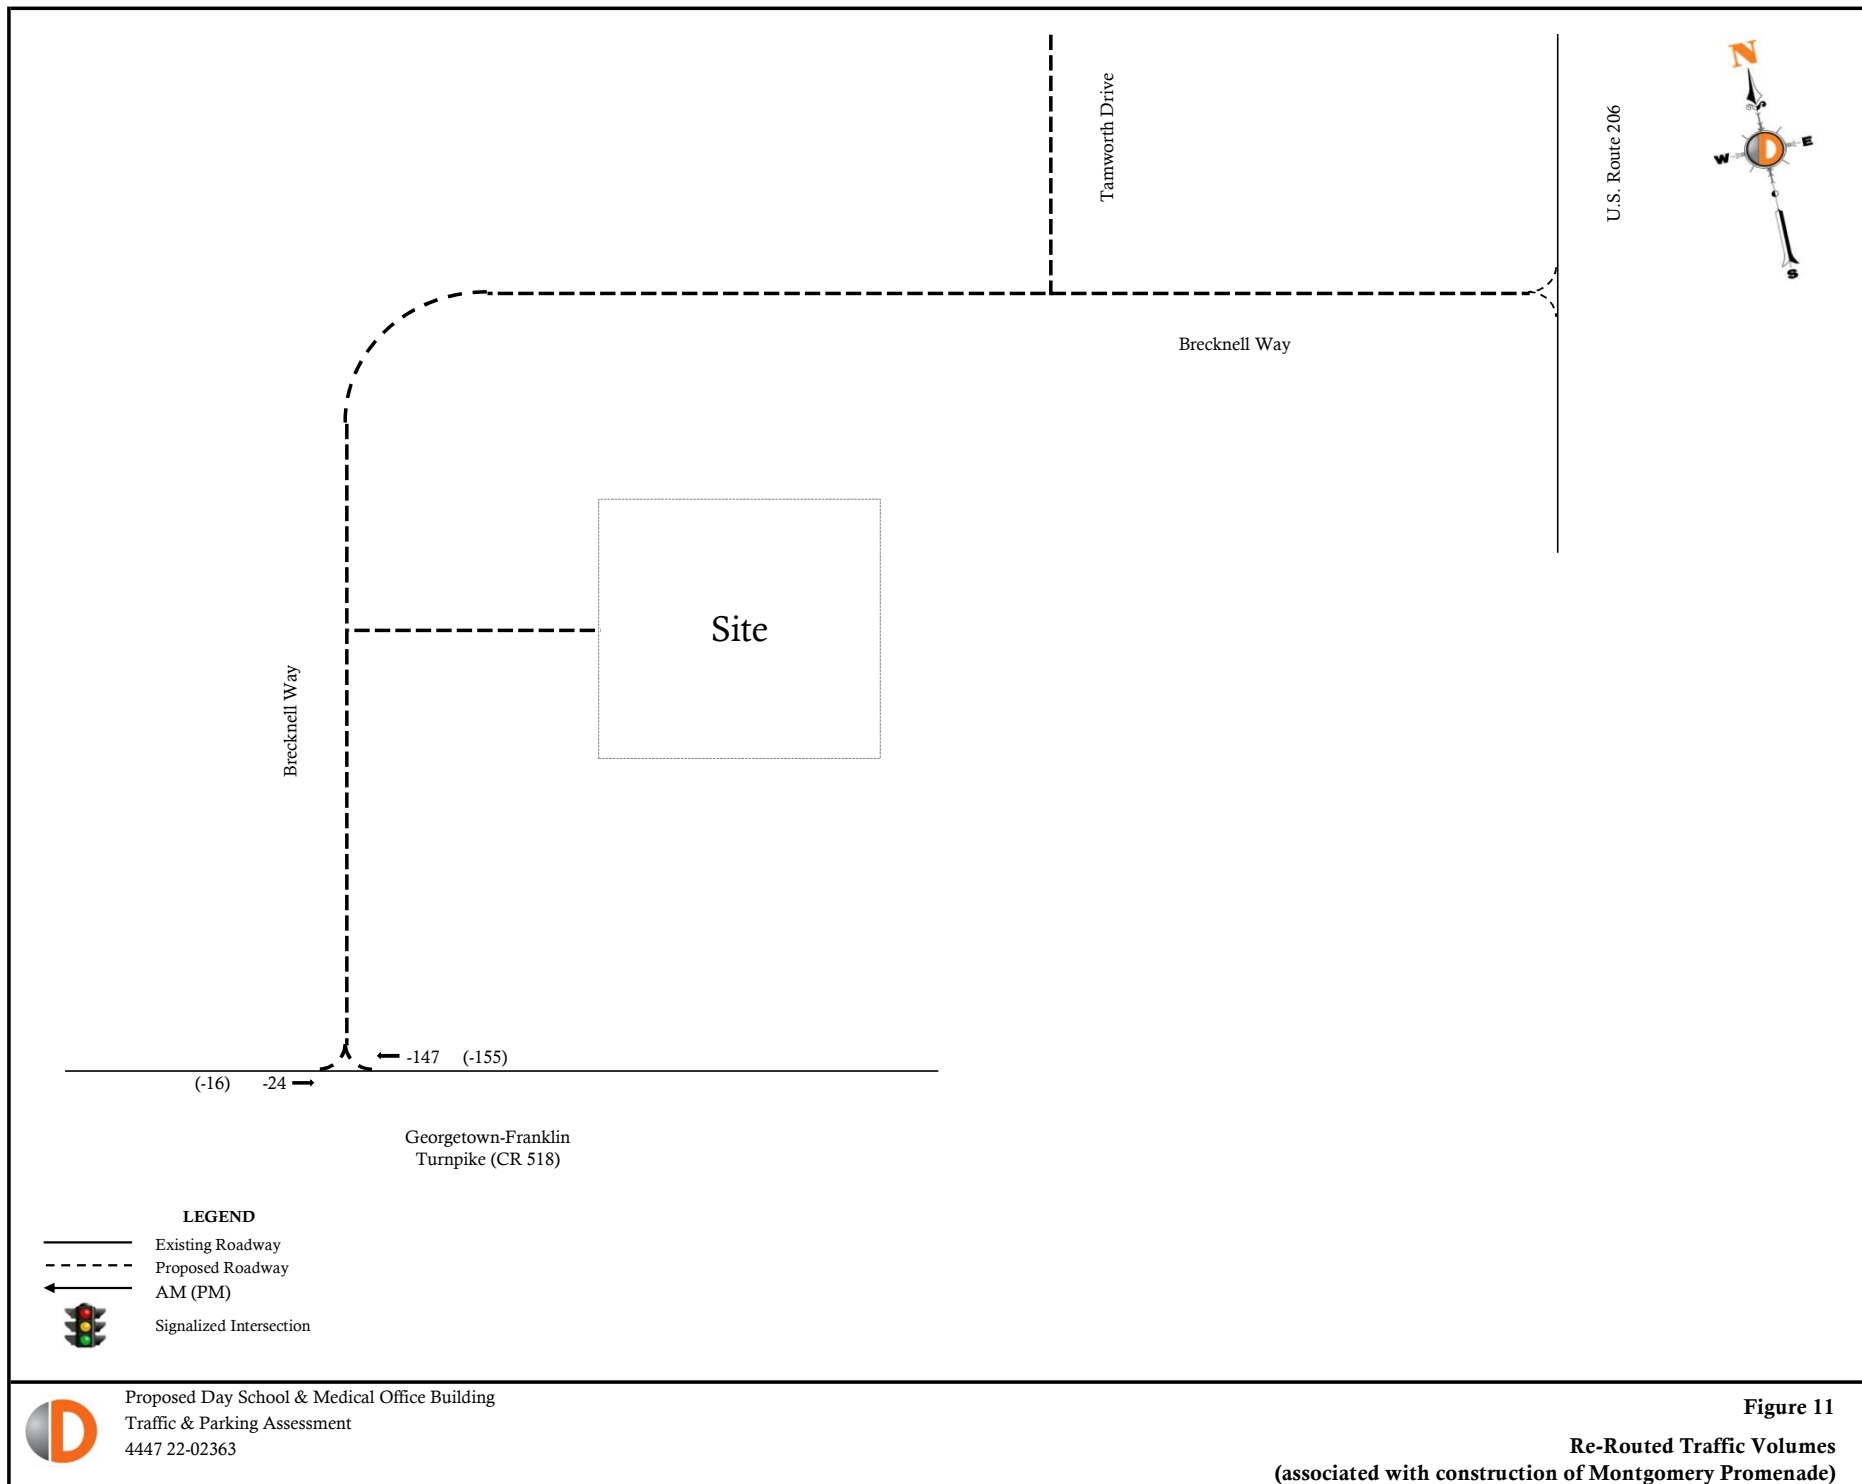 N
W
E
S
Tamworth Drive
U.S. Route 206
Brecknell Way
Site
Brecknell Way
-147 (-155)
(-16) -24
Georgetown-Franklin
Turnpike (CR 518)
LEGEND
Existing Roadway
Proposed Roadway
AM (PM)
Signalized Intersection
Proposed Day School & Medical Office Building
Traffic & Parking Assessment
4447 22-02363
Figure 11
Re-Routed Traffic Volumes
(associated with construction of Montgomery Promenade)